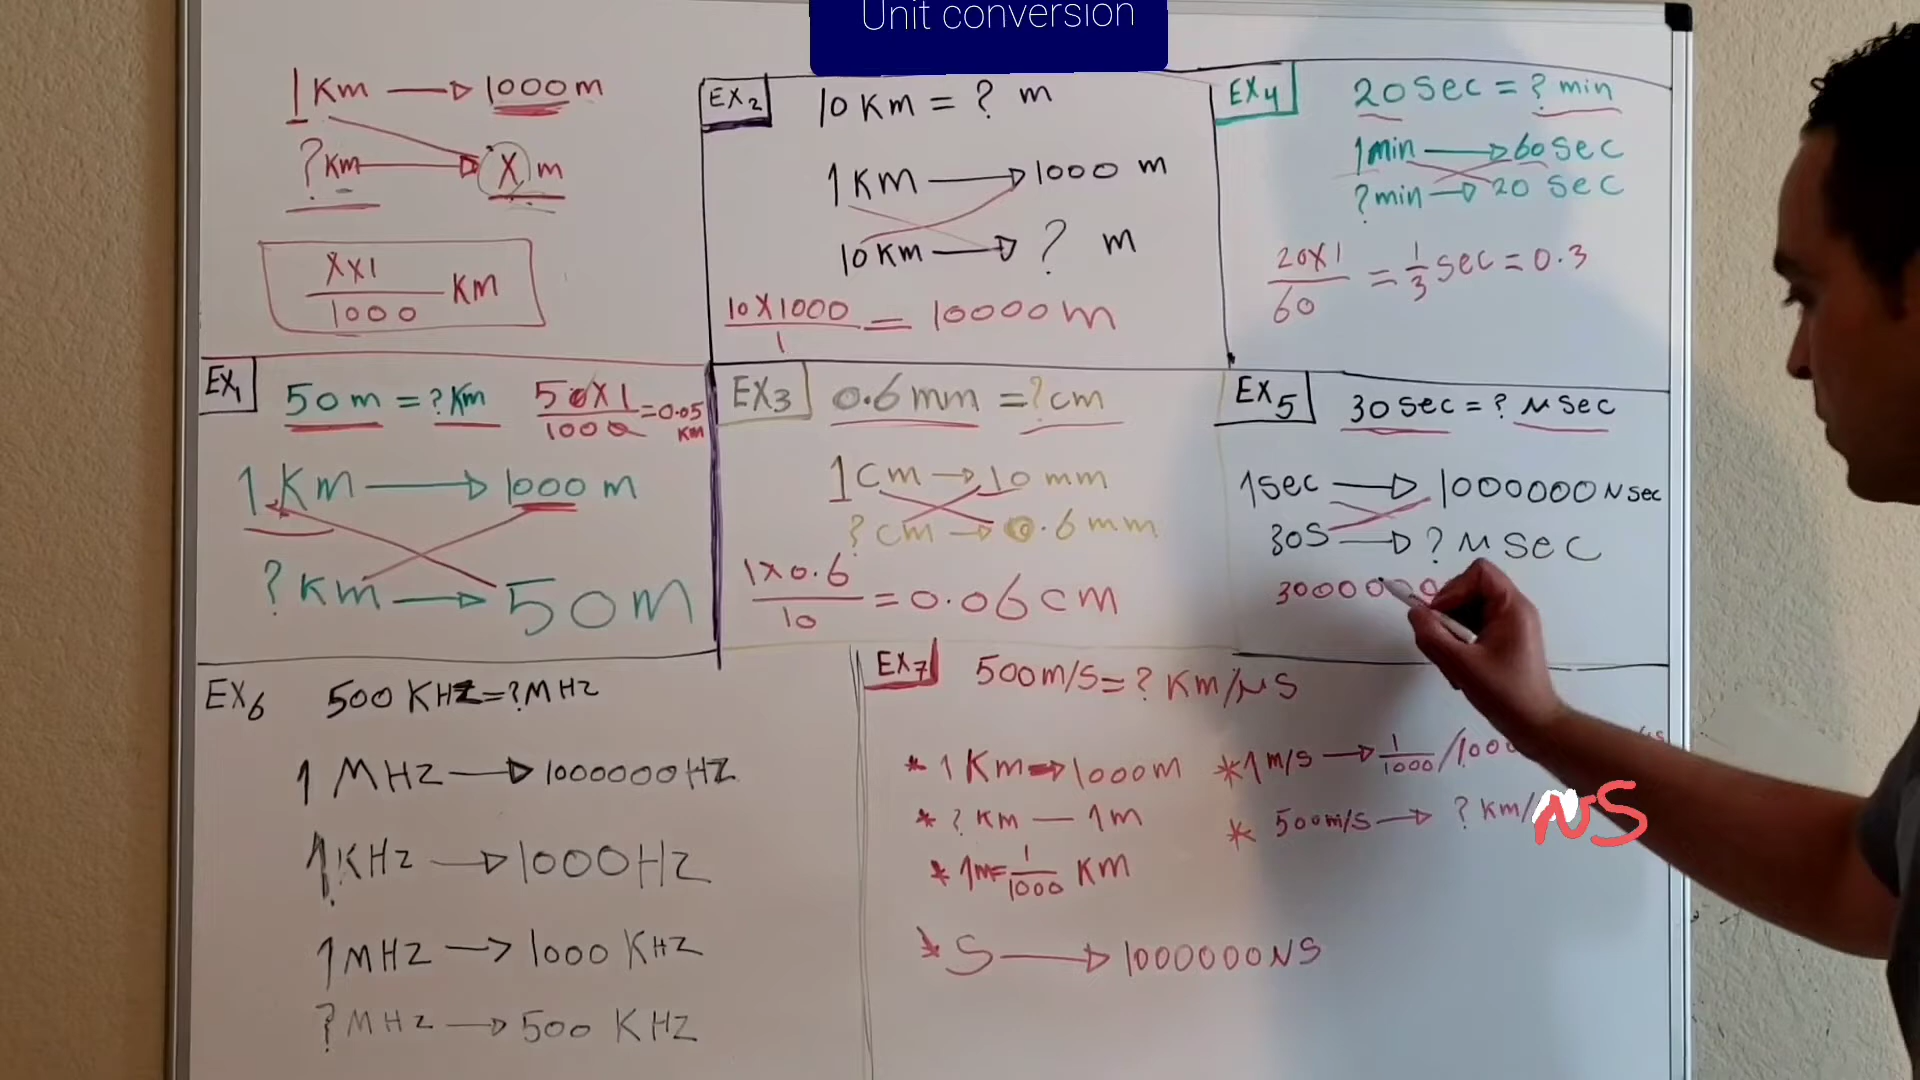 Unit conversion
1 Km → 1000 m
? Km → X m
X x 1 / 1000 Km
EX2 10 Km = ? m
1 KM → 1000 m
10 Km → ? m
10 X 1000 / 1 = 10000 m
EX4 20 Sec = ? min
1 min → 60 Sec
? min → 20 Sec
20 X 1 / 60 = 1/3 Sec = 0.3
EX1 50 m = ? Km 50 X 1 / 1000 = 0.05 KM
1 Km → 1000 m
? Km → 50 m
EX3 0.6 mm = ? cm
1 cm → 10 mm
? cm → 0.6 mm
1 X 0.6 / 10 = 0.06 cm
EX5 30 Sec = ? μ Sec
1 Sec → 1000000 μ sec
30 S → ? μ Sec
EX6 500 KHZ = ? MHZ
1 MHZ → 1000000 HZ
1 KHZ → 1000 HZ
1 MHZ → 1000 KHZ
? MHZ → 500 KHZ
EX7 500 m/S = ? KM/μS
* 1 Km → 1000 M
* ? KM — 1 m
* 1M = 1/1000 KM
* S → 1000000 μS
* 1 M/S → 1/1000 /
* 500 m/S → ? Km/μS